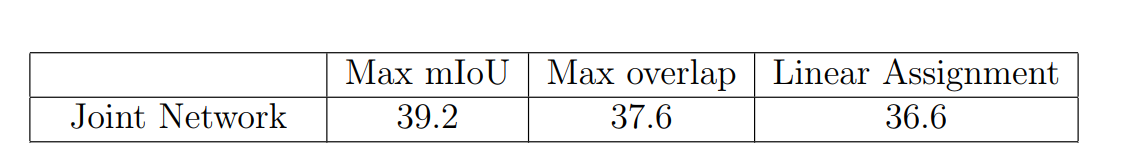 Max mIoU Max overlap Linear Assignment
Joint Network 39.2 37.6 36.6